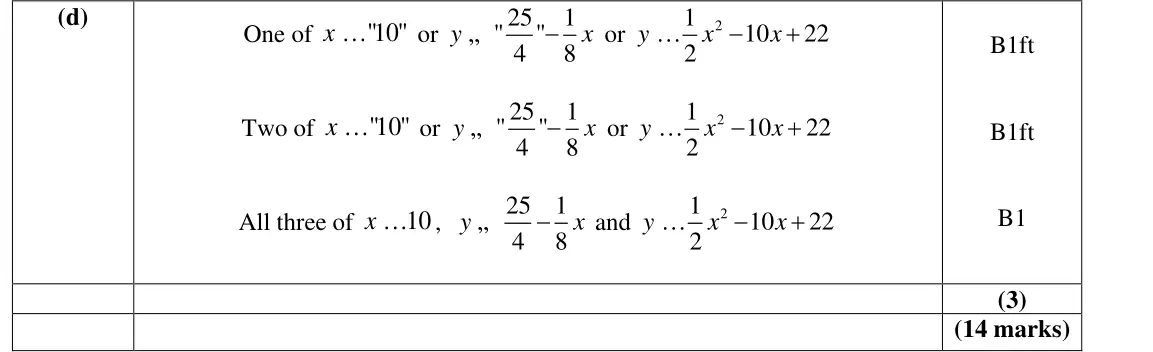 (d) One of x …"10" or y „ "25/4"–1/8 x or y …1/2 x² −10x + 22 B1ft
Two of x …"10" or y „ "25/4"–1/8 x or y …1/2 x² −10x + 22 B1ft
All three of x …10, y „ 25/4 – 1/8 x and y …1/2 x² −10x + 22 B1
(3)
(14 marks)